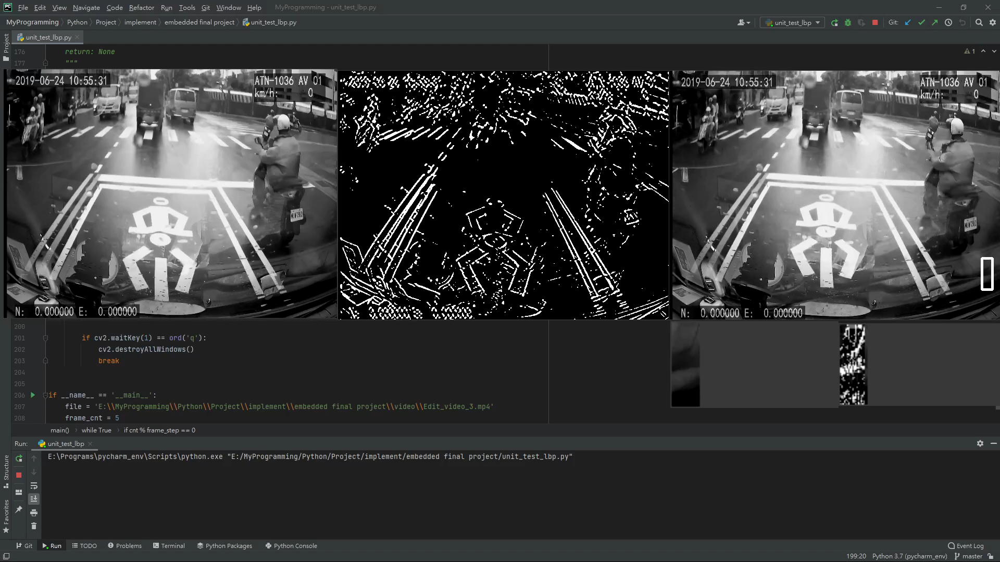 PC File Edit View Navigate Code Refactor Run Tools Git Window Help MyProgramming - unit_test_lbp.py
MyProgramming Python Project implement embedded final project unit_test_lbp.py
unit_test_lbp Git:
unit_test_lbp.py
Project
176 return: None
1
177 """
2019-06-24 10:55:31
ATN-1036 AV 01
km/h: 0
N: 0.000000 E: 0.000000
2019-06-24 10:55:31
ATN-1036 AV 01
km/h: 0
N: 0.000000 E: 0.000000
200
201 if cv2.waitKey(1) == ord('q'):
202 cv2.destroyAllWindows()
203 break
204
205
206 if __name__ == '__main__':
207 file = 'E:\\MyProgramming\\Python\\Project\\implement\\embedded final project\\video\\Edit_video_3.mp4'
208 frame_cnt = 5
main() while True if cnt % frame_step == 0
Run: unit_test_lbp
E:\Programs\pycharm_env\Scripts\python.exe "E:/MyProgramming/Python/Project/implement/embedded final project/unit_test_lbp.py"
Structure
Favorites
Git Run TODO Problems Terminal Python Packages Python Console Event Log
199:20 Python 3.7 (pycharm_env) master